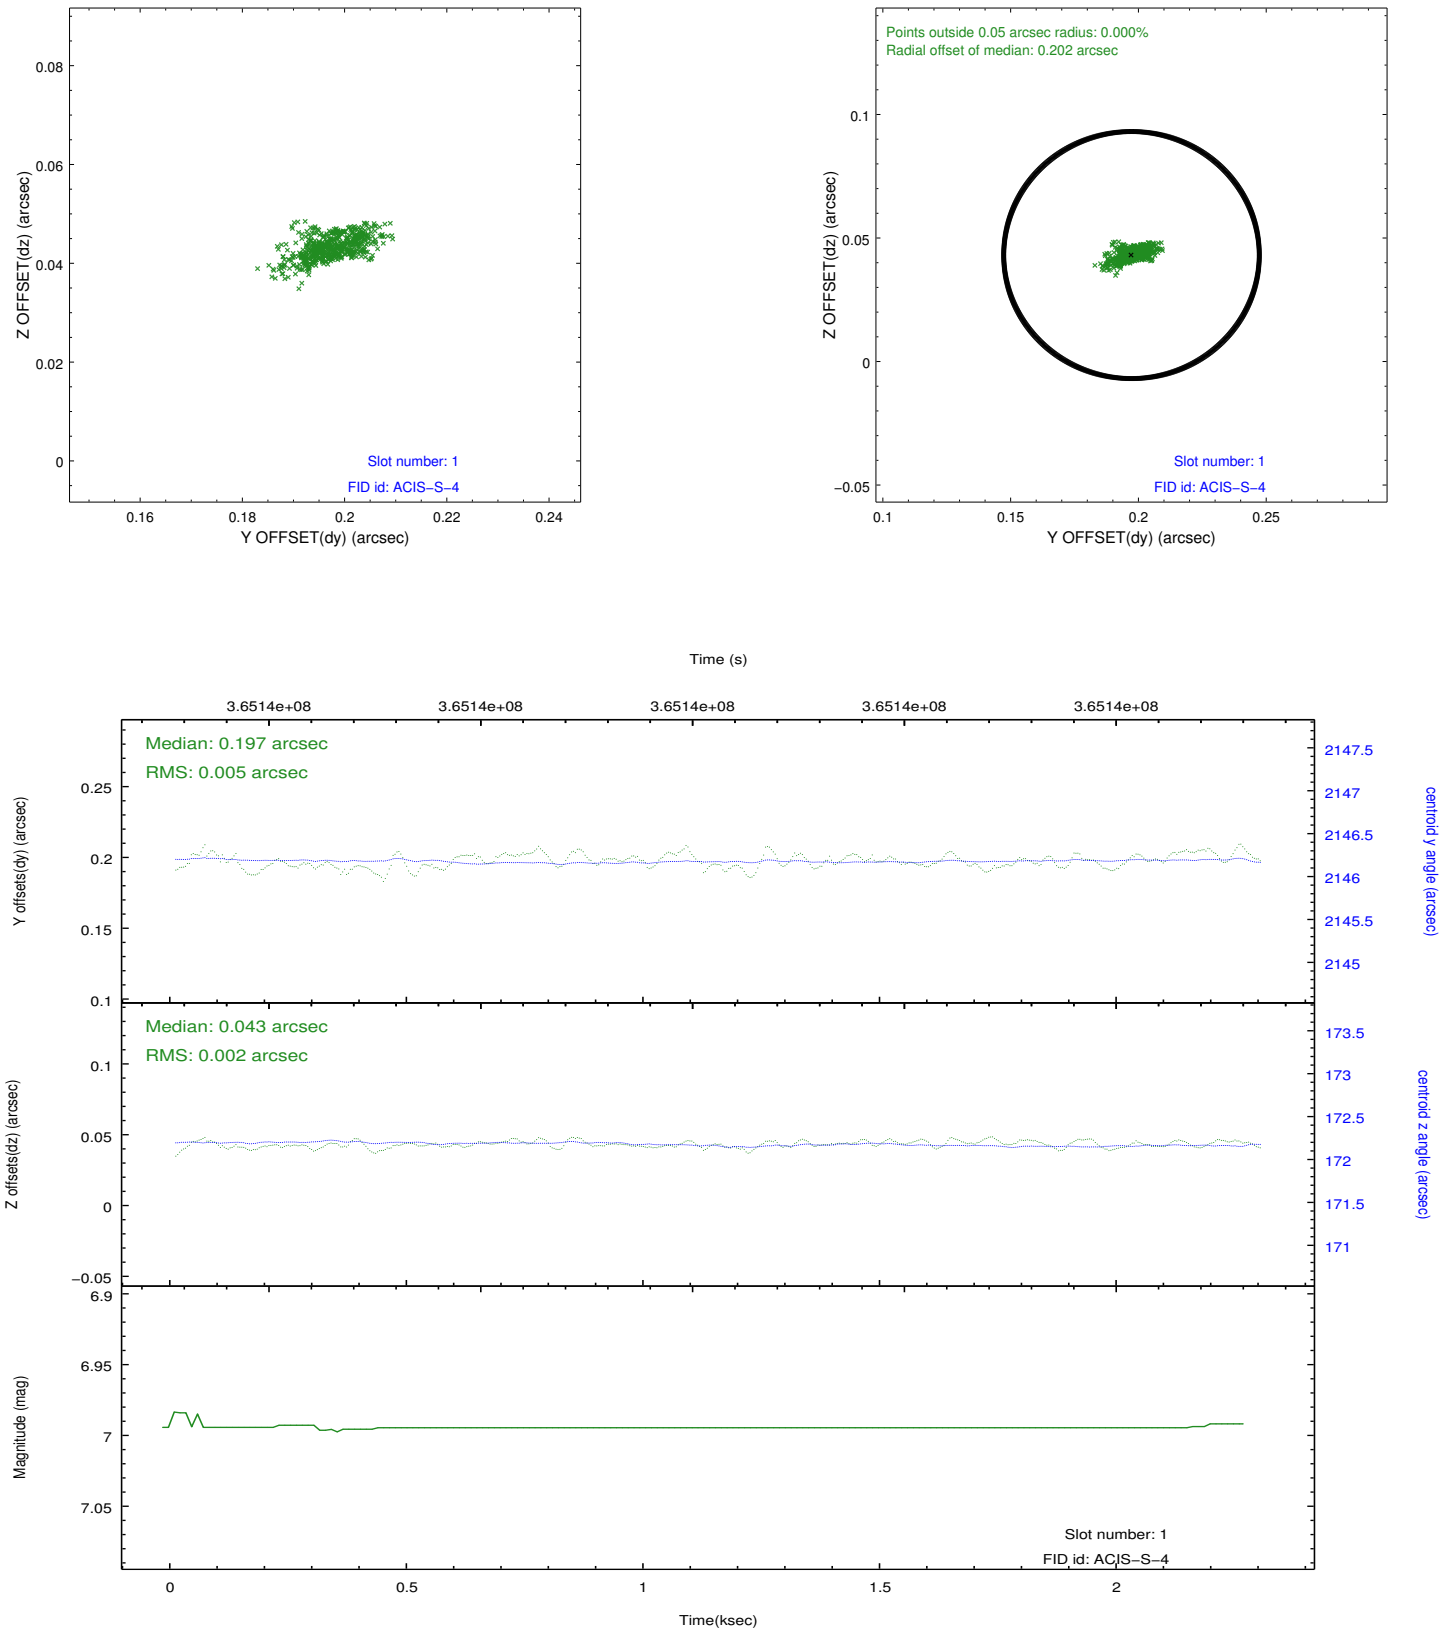 0.08
0.06
0.04
0.02
0
Z OFFSET(dz) (arcsec)
Slot number: 1
FID id: ACIS−S−4
0.16 0.18 0.2 0.22 0.24
Y OFFSET(dy) (arcsec)
Points outside 0.05 arcsec radius: 0.000%
Radial offset of median: 0.202 arcsec
0.1
0.05
0
−0.05
Z OFFSET(dz) (arcsec)
Slot number: 1
FID id: ACIS−S−4
0.1 0.15 0.2 0.25
Y OFFSET(dy) (arcsec)
Time (s)
3.6514e+08 3.6514e+08 3.6514e+08 3.6514e+08 3.6514e+08
Median: 0.197 arcsec
RMS: 0.005 arcsec
0.25
0.2
0.15
0.1
Y offsets(dy) (arcsec)
2147.5
2147
2146.5
2146
2145.5
2145
centroid y angle (arcsec)
Median: 0.043 arcsec
RMS: 0.002 arcsec
0.1
0.05
0
−0.05
Z offsets(dz) (arcsec)
173.5
173
172.5
172
171.5
171
centroid z angle (arcsec)
6.9
6.95
7
7.05
Magnitude (mag)
Slot number: 1
FID id: ACIS−S−4
0 0.5 1 1.5 2
Time(ksec)